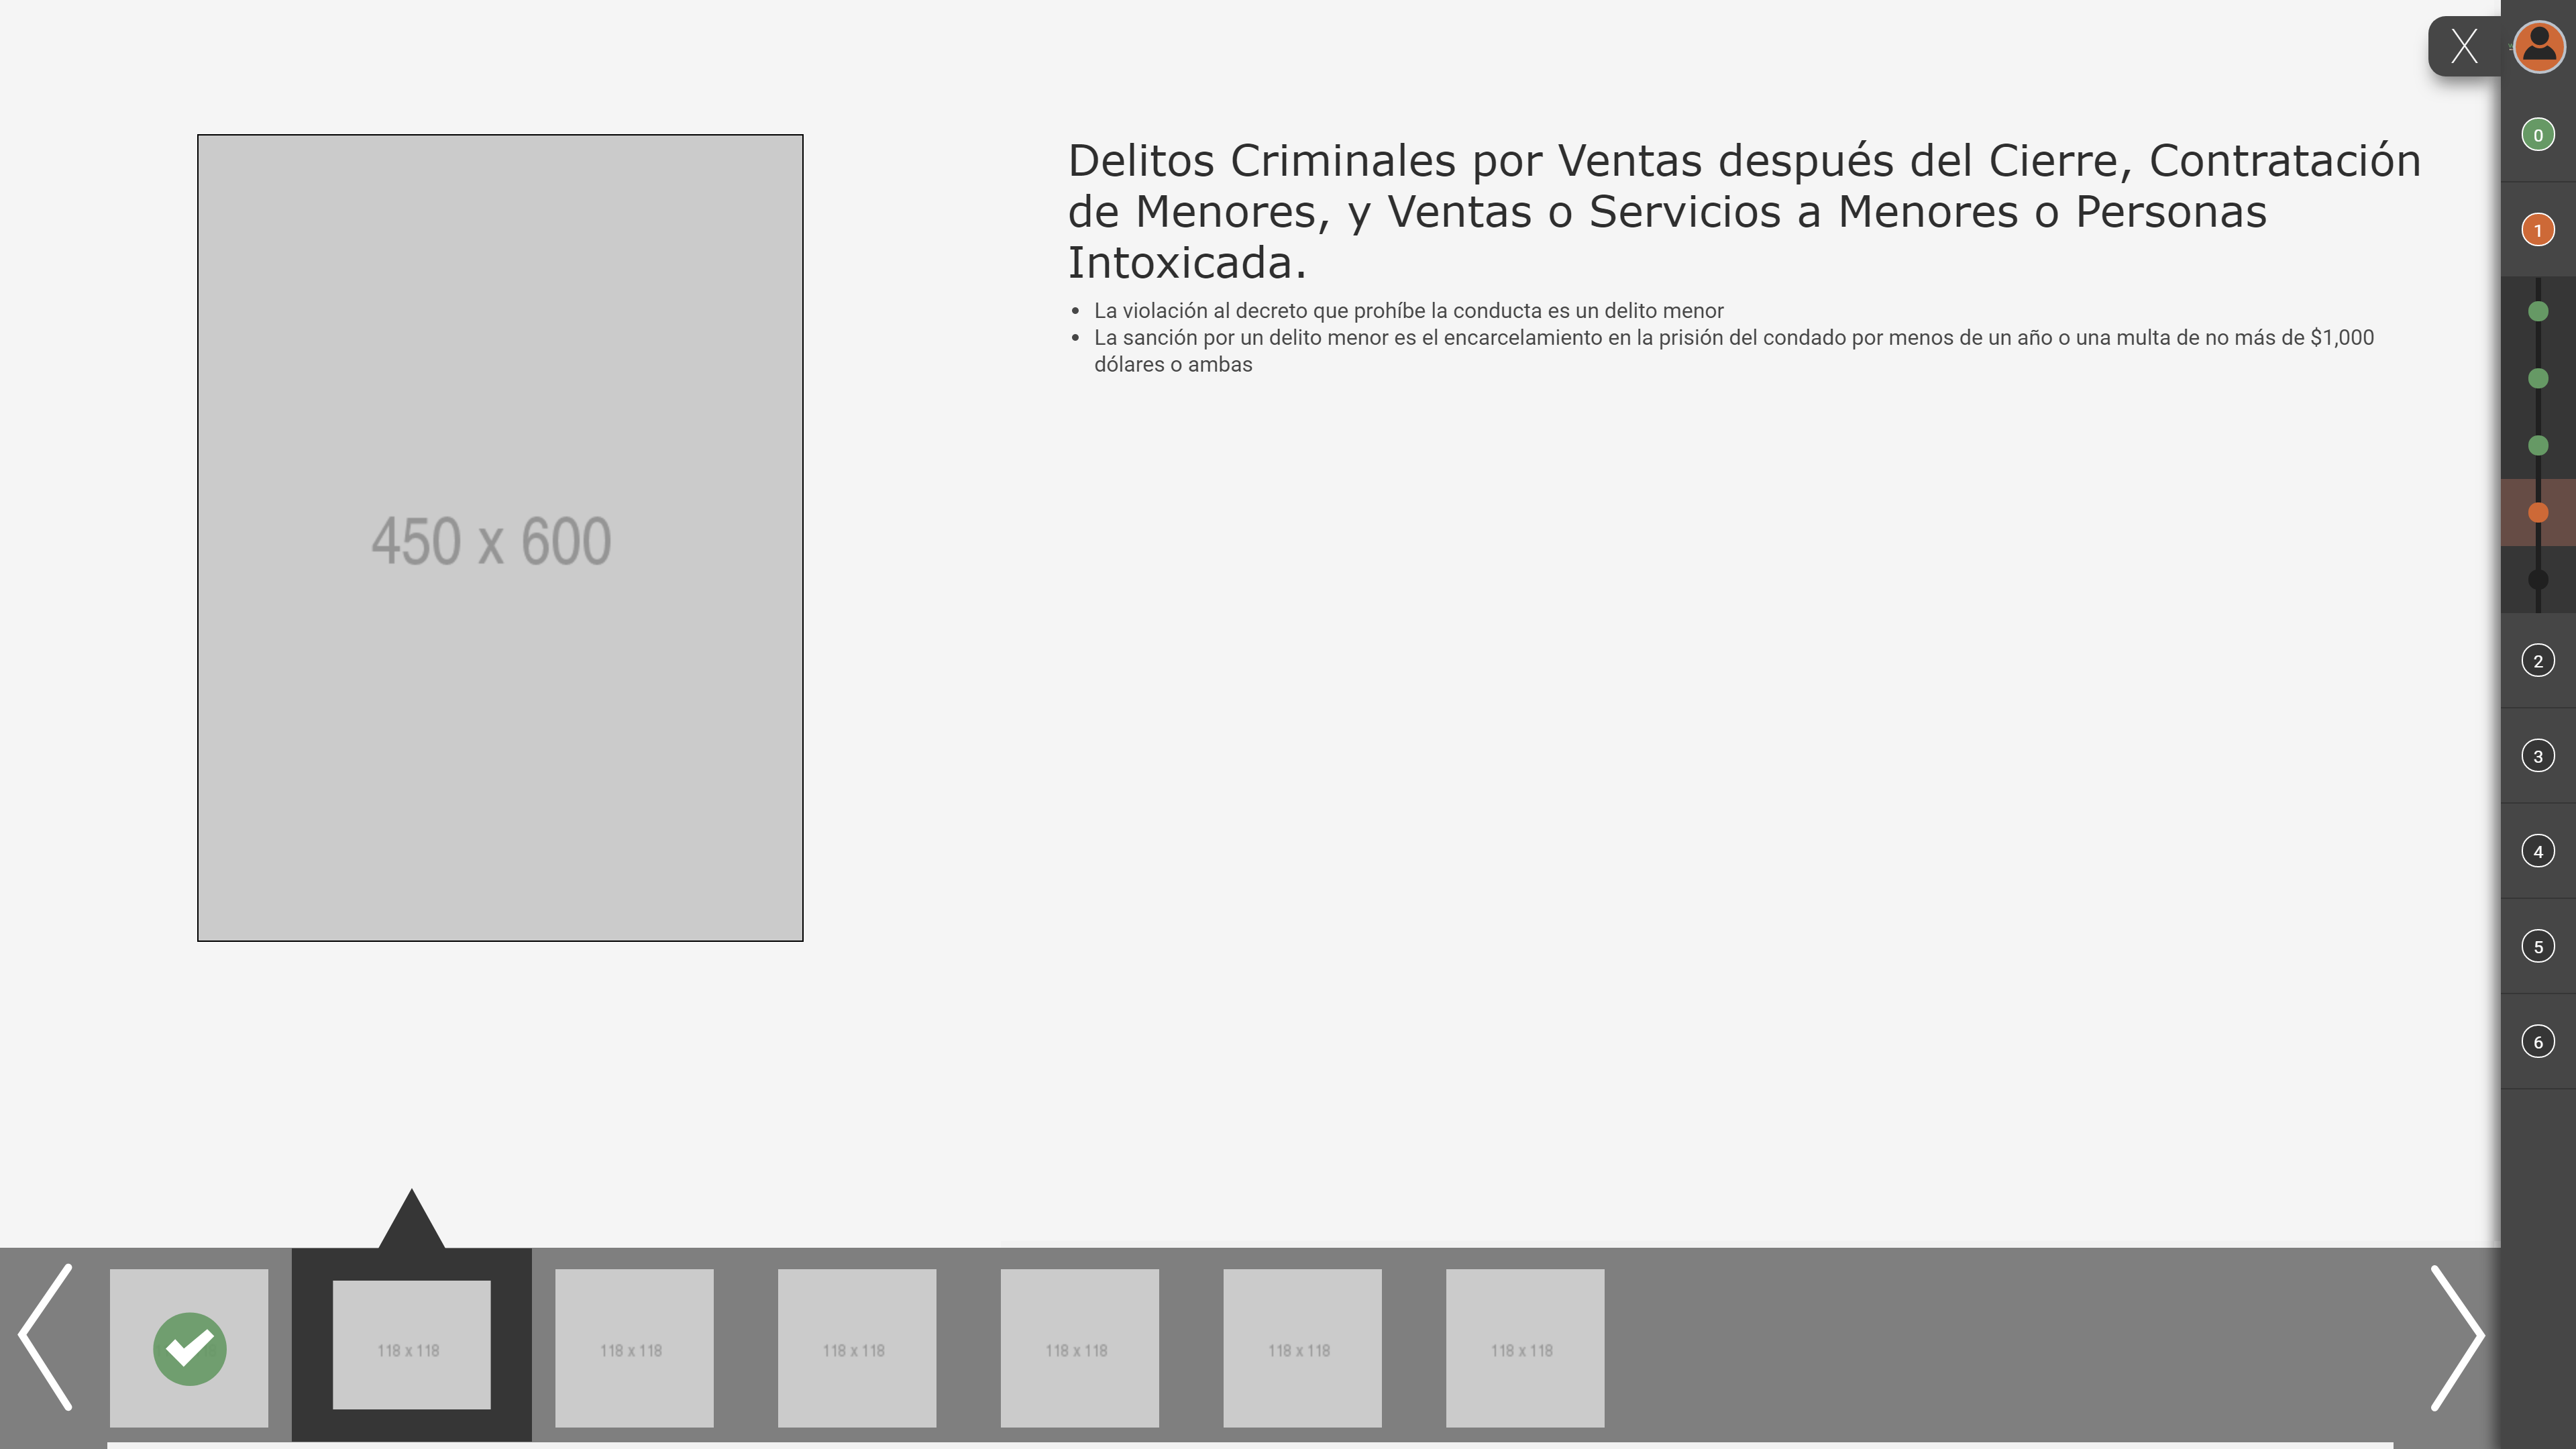 X
0
1
Delitos Criminales por Ventas después del Cierre, Contratación
de Menores, y Ventas o Servicios a Menores o Personas
Intoxicada.
• La violación al decreto que prohíbe la conducta es un delito menor
• La sanción por un delito menor es el encarcelamiento en la prisión del condado por menos de un año o una multa de no más de $1,000
dólares o ambas
450 x 600
2
3
4
5
6
118 x 118
118 x 118
118 x 118
118 x 118
118 x 118
118 x 118